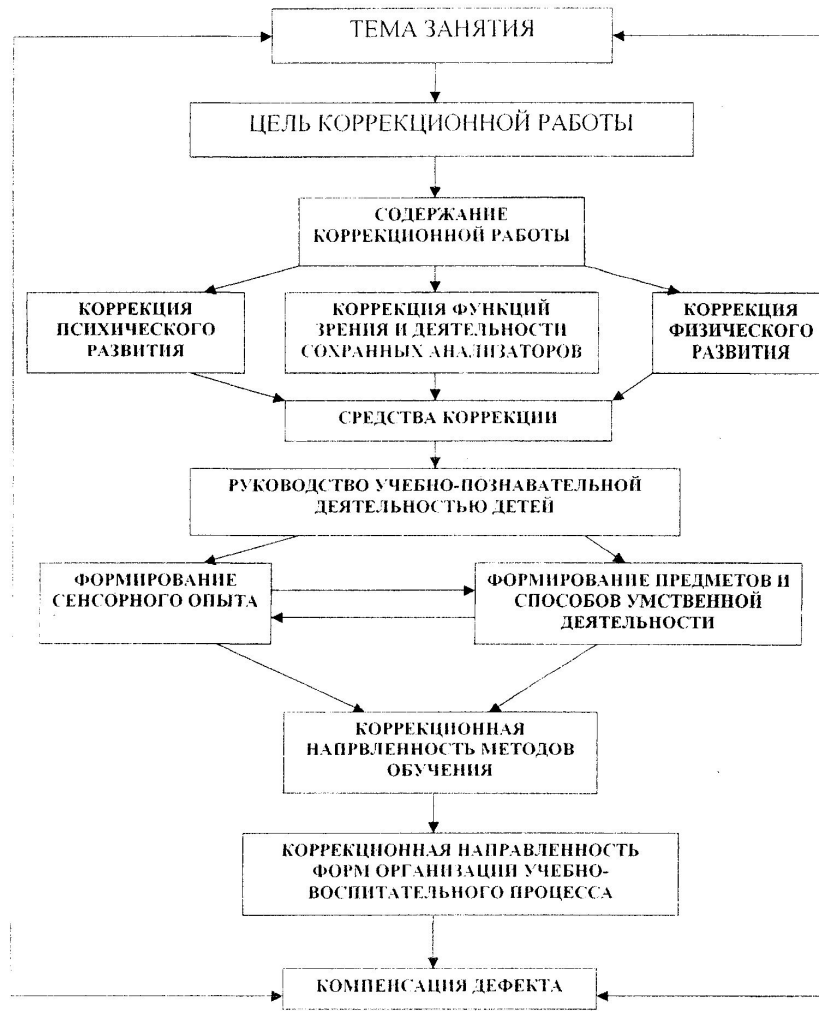 ТЕМА ЗАНЯТИЯ
ЦЕЛЬ КОРРЕКЦИОННОЙ РАБОТЫ
СОДЕРЖАНИЕ
КОРРЕКЦИОННОЙ РАБОТЫ
КОРРЕКЦИЯ
ПСИХИЧЕСКОГО
РАЗВИТИЯ
КОРРЕКЦИЯ ФУНКЦИЙ
ЗРЕНИЯ И ДЕЯТЕЛЬНОСТИ
СОХРАННЫХ АНАЛИЗАТОРОВ
КОРРЕКЦИЯ
ФИЗИЧЕСКОГО
РАЗВИТИЯ
СРЕДСТВА КОРРЕКЦИИ
РУКОВОДСТВО УЧЕБНО-ПОЗНАВАТЕЛЬНОЙ
ДЕЯТЕЛЬНОСТЬЮ ДЕТЕЙ
ФОРМИРОВАНИЕ
СЕНСОРНОГО ОПЫТА
ФОРМИРОВАНИЕ ПРЕДМЕТОВ И
СПОСОБОВ УМСТВЕННОЙ
ДЕЯТЕЛЬНОСТИ
КОРРЕКЦИОННАЯ
НАПРВЛЕННОСТЬ МЕТОДОВ
ОБУЧЕНИЯ
КОРРЕКЦИОННАЯ НАПРАВЛЕННОСТЬ
ФОРМ ОРГАНИЗАЦИИ УЧЕБНО-
ВОСПИТАТЕЛЬНОГО ПРОЦЕССА
КОМПЕНСАЦИЯ ДЕФЕКТА